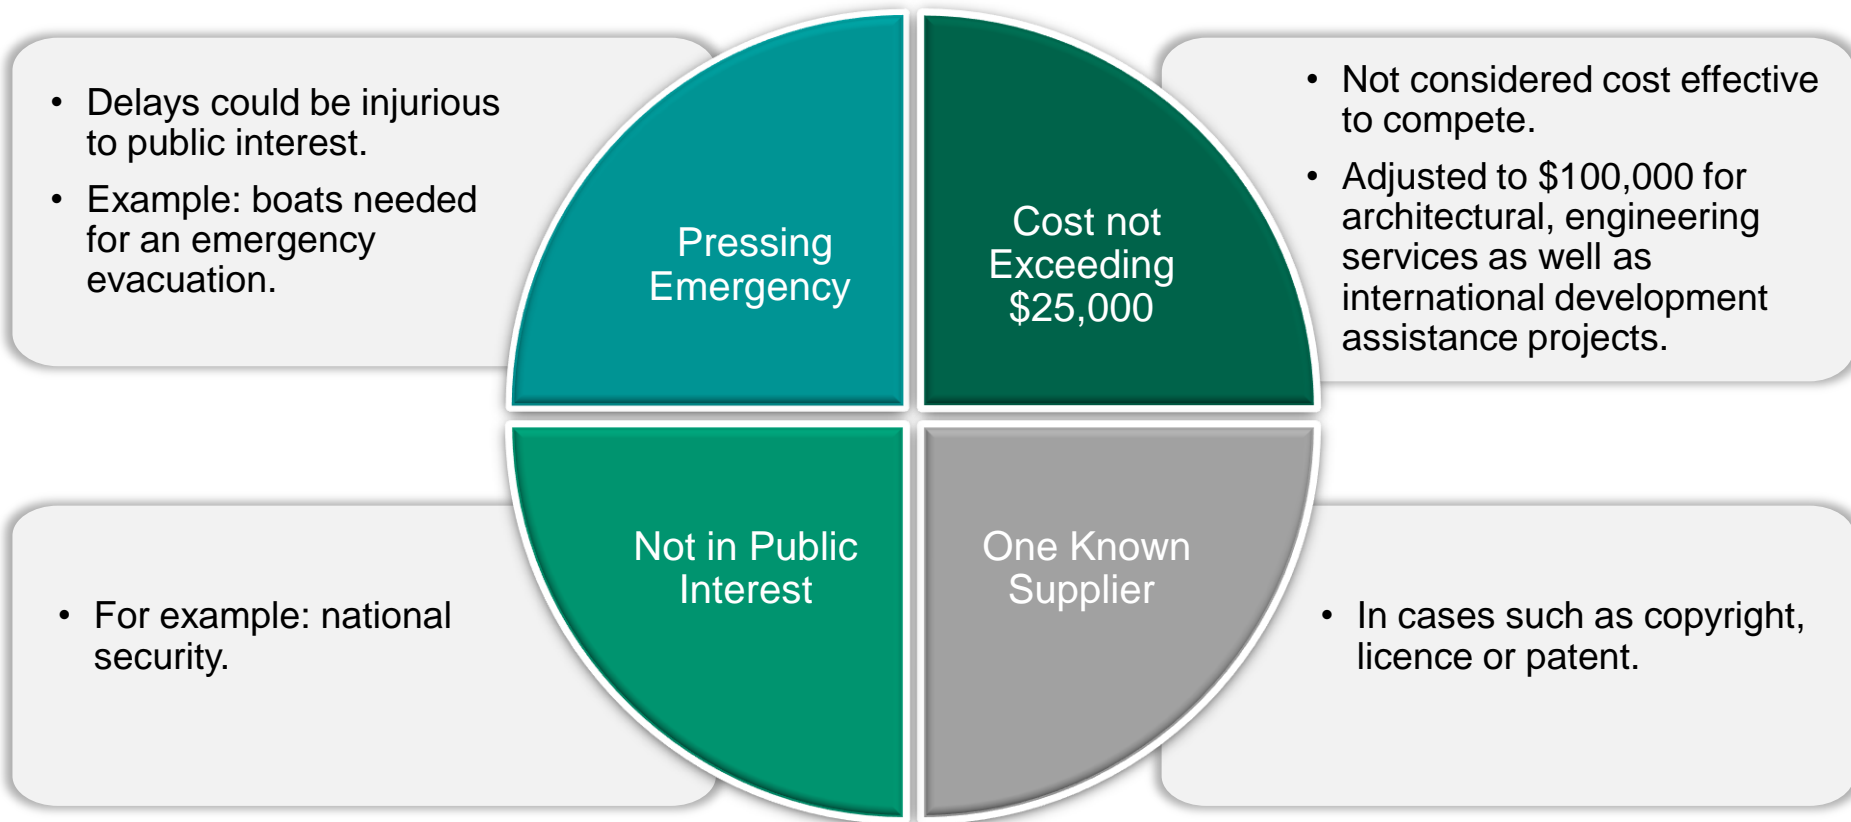 • Delays could be injurious
to public interest.
• Example: boats needed
for an emergency
evacuation.
Pressing
Emergency
Cost not
Exceeding
$25,000
• Not considered cost effective
to compete.
• Adjusted to $100,000 for
architectural, engineering
services as well as
international development
assistance projects.
• For example: national
security.
Not in Public
Interest
One Known
Supplier
• In cases such as copyright,
licence or patent.